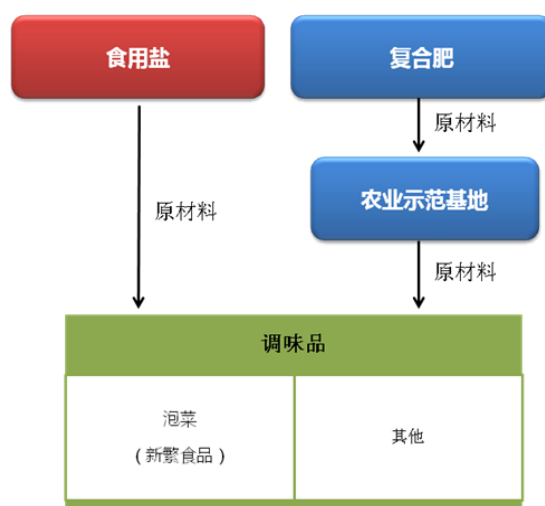 食用盐
复合肥
原材料
农业示范基地
原材料
原材料
调味品
泡菜
（新繁食品）
其他